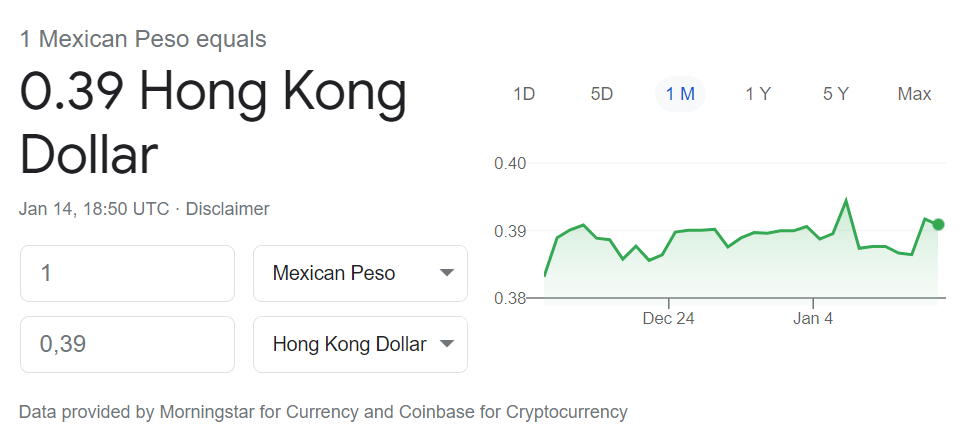 1 Mexican Peso equals
0.39 Hong Kong
Dollar
Jan 14, 18:50 UTC · Disclaimer
1
Mexican Peso
0,39
Hong Kong Dollar
1D 5D 1 M 1 Y 5 Y Max
0.40
0.39
0.38
Dec 24 Jan 4
Data provided by Morningstar for Currency and Coinbase for Cryptocurrency